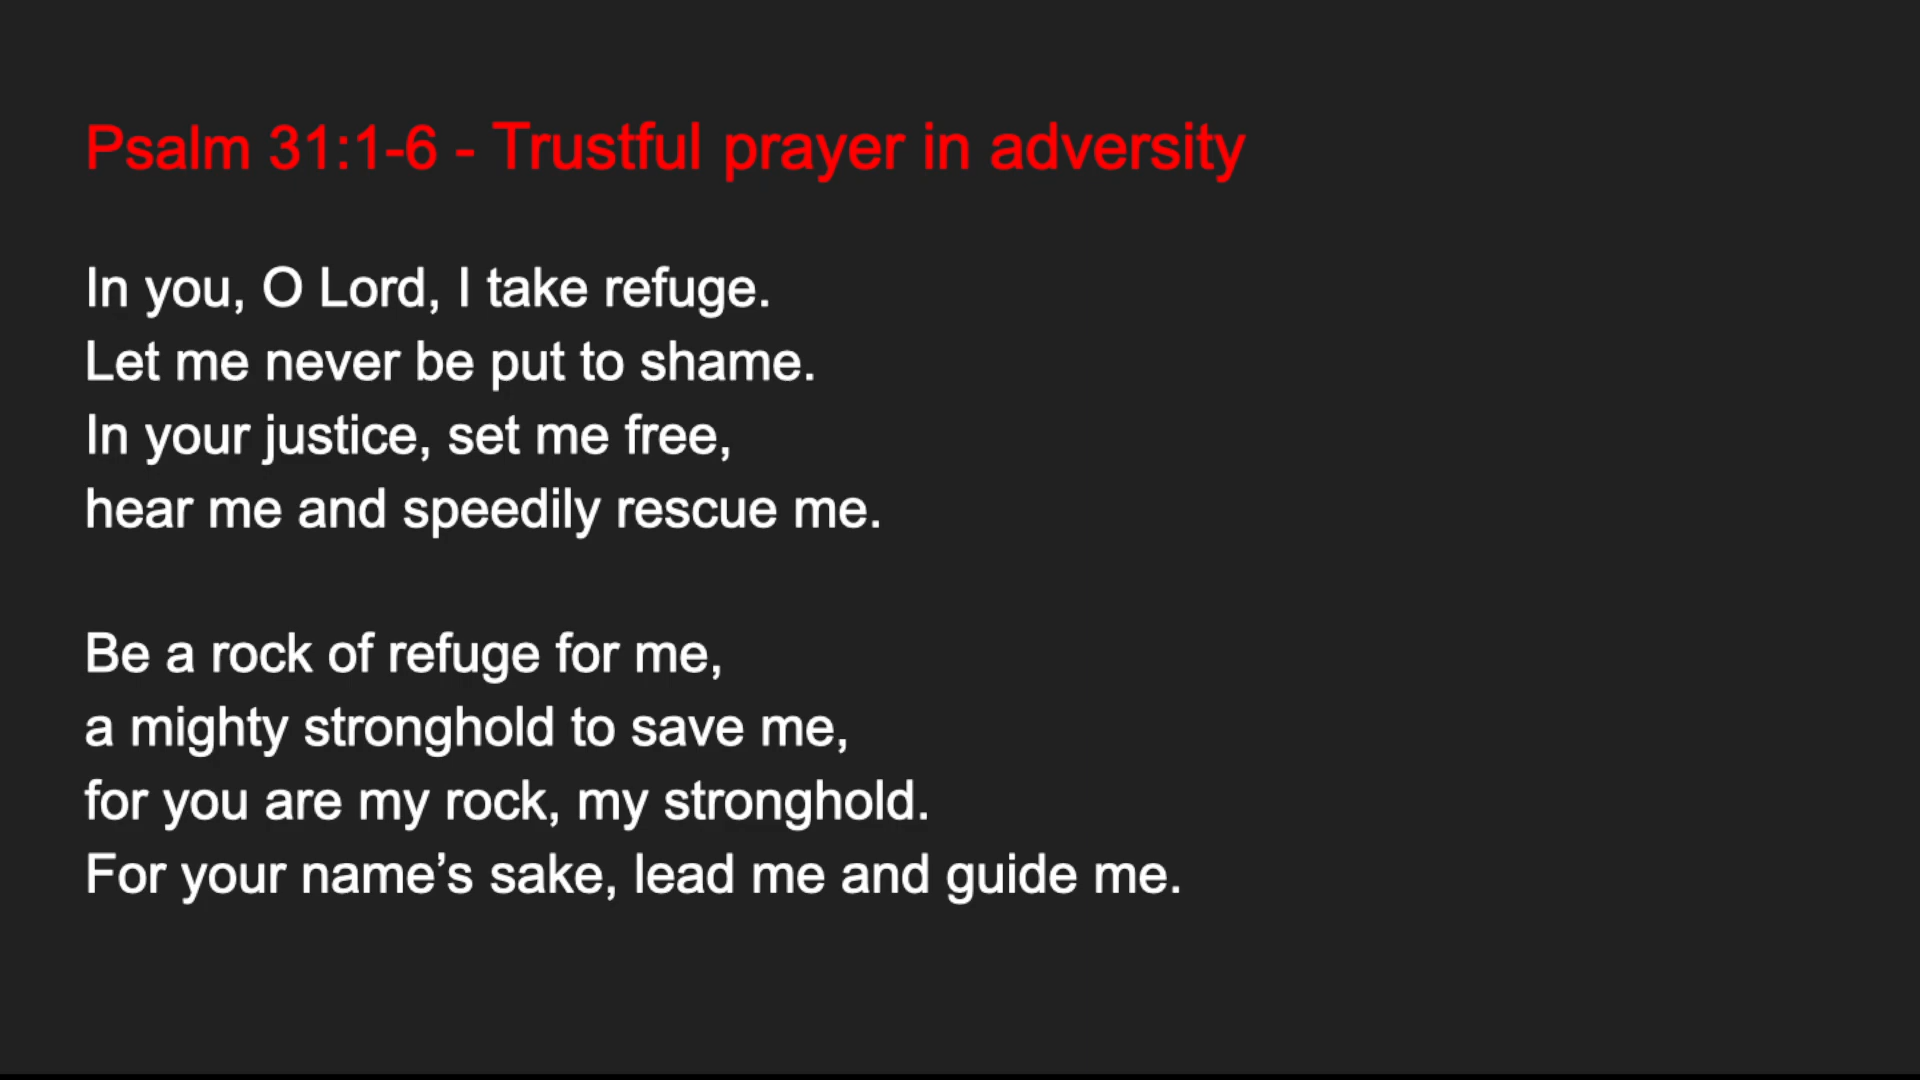 Psalm 31:1-6 - Trustful prayer in adversity
In you, O Lord, I take refuge.
Let me never be put to shame.
In your justice, set me free,
hear me and speedily rescue me.
Be a rock of refuge for me,
a mighty stronghold to save me,
for you are my rock, my stronghold.
For your name’s sake, lead me and guide me.